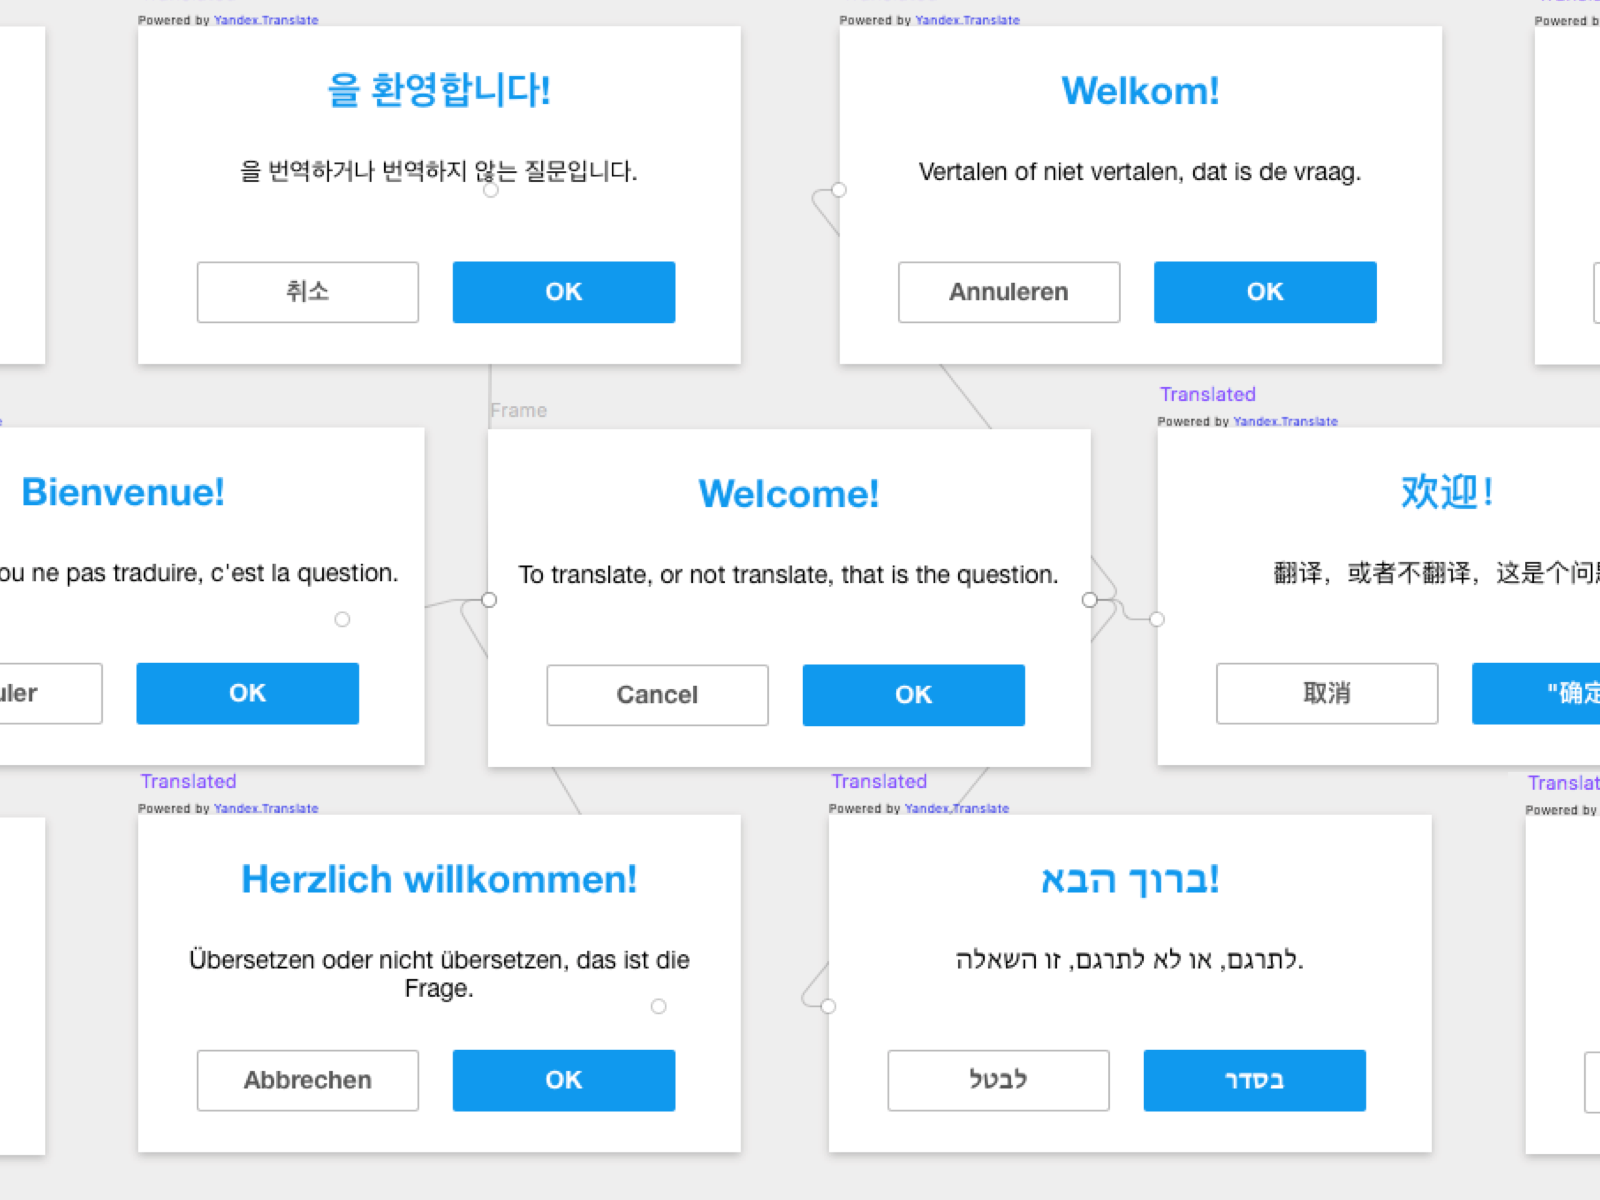 Powered by Yandex.Translate
을 환영합니다!
을 번역하거나 번역하지 않는 질문입니다.
취소
OK
Powered by Yandex.Translate
Welkom!
Vertalen of niet vertalen, dat is de vraag.
Annuleren
OK
Powered by
Bienvenue!
ou ne pas traduire, c'est la question.
OK
Frame
Welcome!
To translate, or not translate, that is the question.
Cancel
OK
Translated
Powered by Yandex.Translate
欢迎！
翻译，或者不翻译，这是个问
取消
"确定
Translated
Powered by Yandex.Translate
Herzlich willkommen!
Übersetzen oder nicht übersetzen, das ist die
Frage.
Abbrechen
OK
Translated
Powered by Yandex.Translate
ברוך הבא!
לתרגם, או לא לתרגם, זו השאלה.
לבטל
בסדר
Powered by